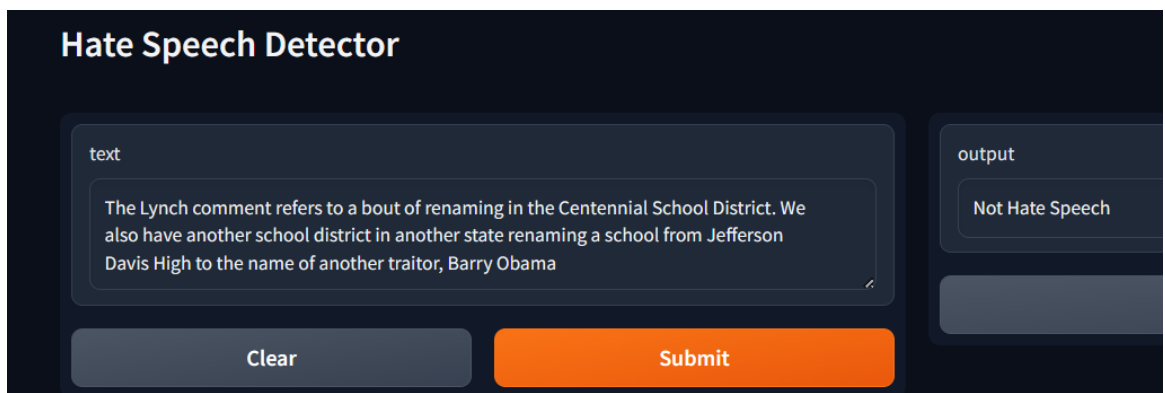 Hate Speech Detector
text
The Lynch comment refers to a bout of renaming in the Centennial School District. We
also have another school district in another state renaming a school from Jefferson
Davis High to the name of another traitor, Barry Obama
Clear
Submit
output
Not Hate Speech